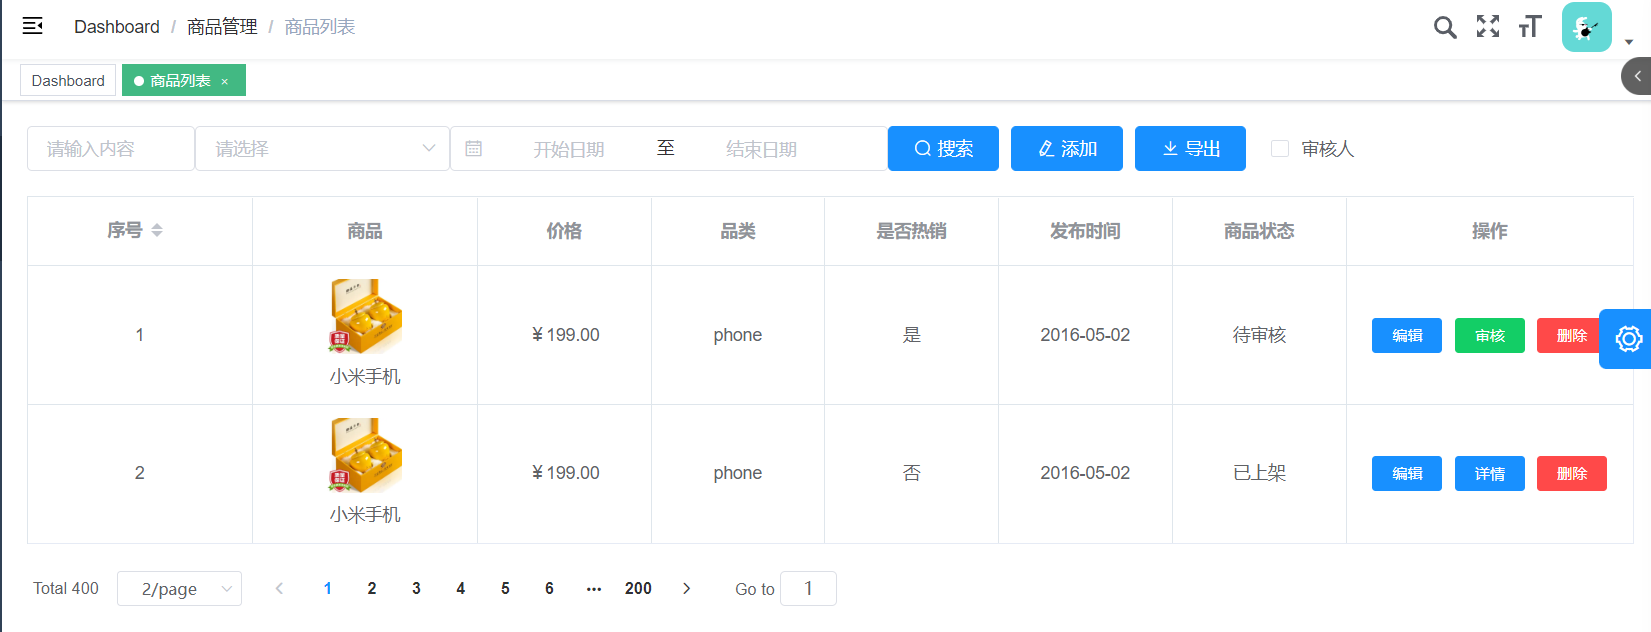 Dashboard / 商品管理 / 商品列表
Dashboard
商品列表 ×
请输入内容 请选择 开始日期 至 结束日期 搜索 添加 导出 审核人
序号 商品 价格 品类 是否热销 发布时间 商品状态 操作
1 ¥199.00 phone 是 2016-05-02 待审核 编辑 审核 删除
小米手机
2 ¥199.00 phone 否 2016-05-02 已上架 编辑 详情 删除
小米手机
Total 400 2/page 1 2 3 4 5 6 ··· 200 Go to 1